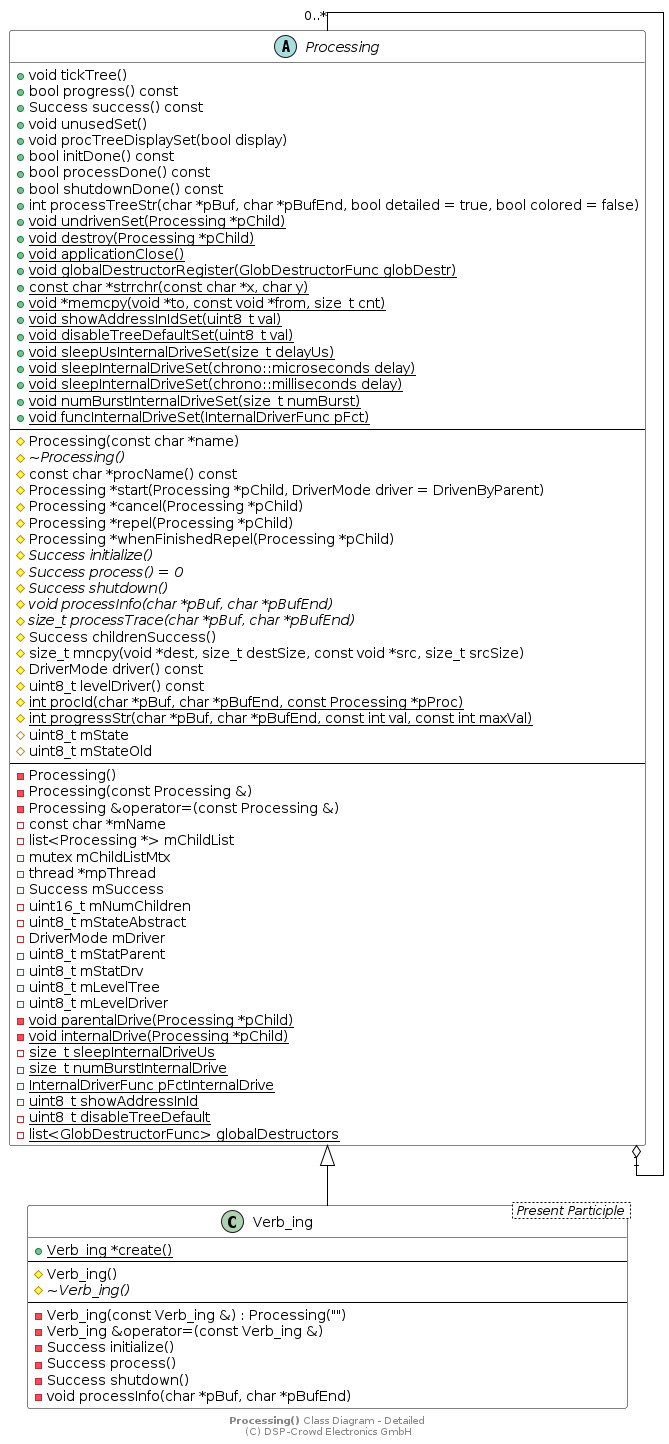 0..*
A Processing
void tickTree()
bool progress() const
Success success() const
void unusedSet()
void procTreeDisplaySet(bool display)
bool initDone() const
bool processDone() const
bool shutdownDone() const
int processTreeStr(char *pBuf, char *pBufEnd, bool detailed = true, bool colored = false)
void undrivenSet(Processing *pChild)
void destroy(Processing *pChild)
void applicationClose()
void globalDestructorRegister(GlobDestructorFunc globDestr)
const char *strrchr(const char *x, char y)
void *memcpy(void *to, const void *from, size_t cnt)
void showAddressInIdSet(uint8_t val)
void disableTreeDefaultSet(uint8_t val)
void sleepUsInternalDriveSet(size_t delayUs)
void sleepInternalDriveSet(chrono::microseconds delay)
void sleepInternalDriveSet(chrono::milliseconds delay)
void numBurstInternalDriveSet(size_t numBurst)
void funcInternalDriveSet(InternalDriverFunc pFct)
Processing(const char *name)
~Processing()
const char *procName() const
Processing *start(Processing *pChild, DriverMode driver = DrivenByParent)
Processing *cancel(Processing *pChild)
Processing *repel(Processing *pChild)
Processing *whenFinishedRepel(Processing *pChild)
Success initialize()
Success process() = 0
Success shutdown()
void processInfo(char *pBuf, char *pBufEnd)
size_t processTrace(char *pBuf, char *pBufEnd)
Success childrenSuccess()
size_t mncpy(void *dest, size_t destSize, const void *src, size_t srcSize)
DriverMode driver() const
uint8_t levelDriver() const
int procId(char *pBuf, char *pBufEnd, const Processing *pProc)
int progressStr(char *pBuf, char *pBufEnd, const int val, const int maxVal)
uint8_t mState
uint8_t mStateOld
Processing()
Processing(const Processing &)
Processing &operator=(const Processing &)
const char *mName
list<Processing *> mChildList
mutex mChildListMtx
thread *mpThread
Success mSuccess
uint16_t mNumChildren
uint8_t mStateAbstract
DriverMode mDriver
uint8_t mStatParent
uint8_t mStatDrv
uint8_t mLevelTree
uint8_t mLevelDriver
void parentalDrive(Processing *pChild)
void internalDrive(Processing *pChild)
size_t sleepInternalDriveUs
size_t numBurstInternalDrive
InternalDriverFunc pFctInternalDrive
uint8_t showAddressInId
uint8_t disableTreeDefault
list<GlobDestructorFunc> globalDestructors
1
Present Participle
C Verb_ing
Verb_ing *create()
Verb_ing()
~Verb_ing()
Verb_ing(const Verb_ing &) : Processing("")
Verb_ing &operator=(const Verb_ing &)
Success initialize()
Success process()
Success shutdown()
void processInfo(char *pBuf, char *pBufEnd)
Processing() Class Diagram - Detailed
(C) DSP-Crowd Electronics GmbH